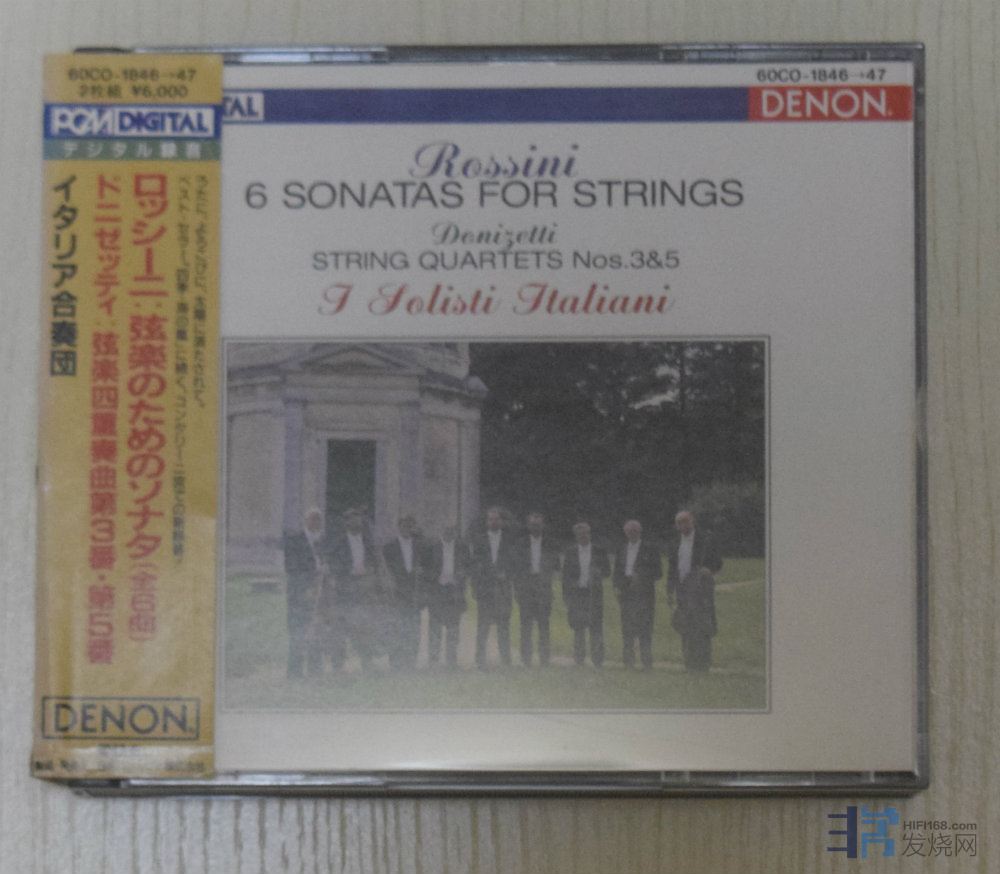 60CO-1846→47
2枚組 ¥6,000
PCM DIGITAL
デジタル録音
ロッシーニ:弦楽のためのソナタ(全6曲)
ドニゼッティ:弦楽四重奏曲第3番・第5番
イタリア合奏団
DENON
60CO-1846→47
TAL
DENON
Rossini
6 SONATAS FOR STRINGS
Donizetti
STRING QUARTETS Nos.3&5
I Solisti Italiani
HIFI168.com
发烧网